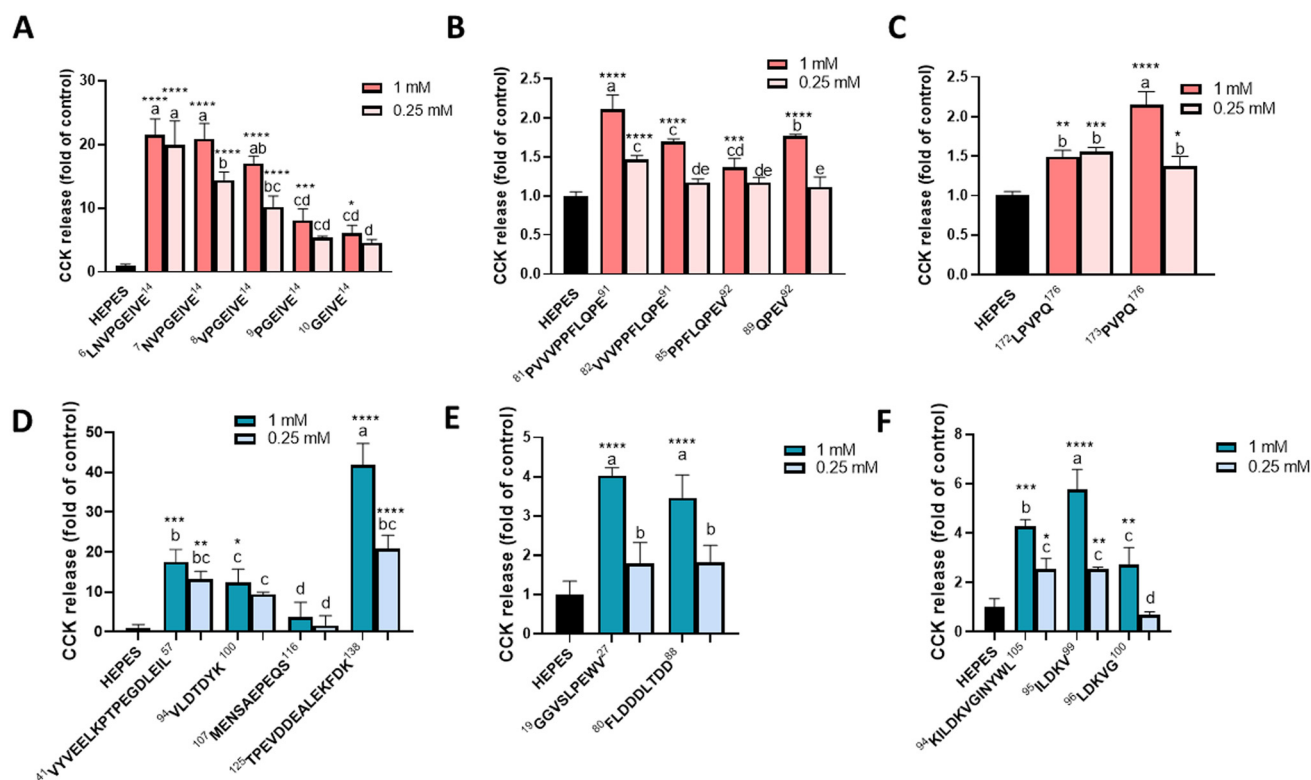 A
CCK release (fold of control)
30
20
10
0
1 mM
0.25 mM
****
a
****
a
****
a
****
b
****
ab
****
bc
***
cd
cd
*
cd
d
HEPES
⁶LNVPGEIVE¹⁴
⁷NVPGEIVE¹⁴
⁸VPGEIVE¹⁴
⁹PGEIVE¹⁴
¹⁰GEIVE¹⁴
B
CCK release (fold of control)
2.5
2.0
1.5
1.0
0.5
0.0
1 mM
0.25 mM
****
a
****
c
****
c
de
***
cd
de
****
b
e
HEPES
⁸¹PVVVPPFLQPE⁹¹
⁸²VVVPPFLQPE⁹¹
⁸⁵PPFLQPEV⁹²
⁸⁹QPEV⁹²
C
CCK release (fold of control)
2.5
2.0
1.5
1.0
0.5
0.0
1 mM
0.25 mM
**
b
***
b
****
a
*
b
HEPES
¹⁷²LPVPQ¹⁷⁶
¹⁷³PVPQ¹⁷⁶
D
CCK release (fold of control)
50
40
30
20
10
0
1 mM
0.25 mM
***
b
**
bc
*
c
c
d
d
****
a
****
bc
HEPES
⁴¹VYVEELKPTPEGDLEIL⁵⁷
⁹⁴VLDTDYK¹⁰⁰
¹⁰⁷MENSAEPEQS¹¹⁶
¹²⁵TPEVDDEALEKFDK¹³⁸
E
CCK release (fold of control)
5
4
3
2
1
0
1 mM
0.25 mM
****
a
b
****
a
b
HEPES
¹⁹GGVSLPEWV²⁷
⁸⁰FLDDDLTDD⁸⁸
F
CCK release (fold of control)
8
6
4
2
0
1 mM
0.25 mM
***
b
*
c
****
a
**
c
**
c
d
HEPES
⁹⁴KILDKVGINYWL¹⁰⁵
⁹⁵ILDKV⁹⁹
⁹⁶LDKVG¹⁰⁰